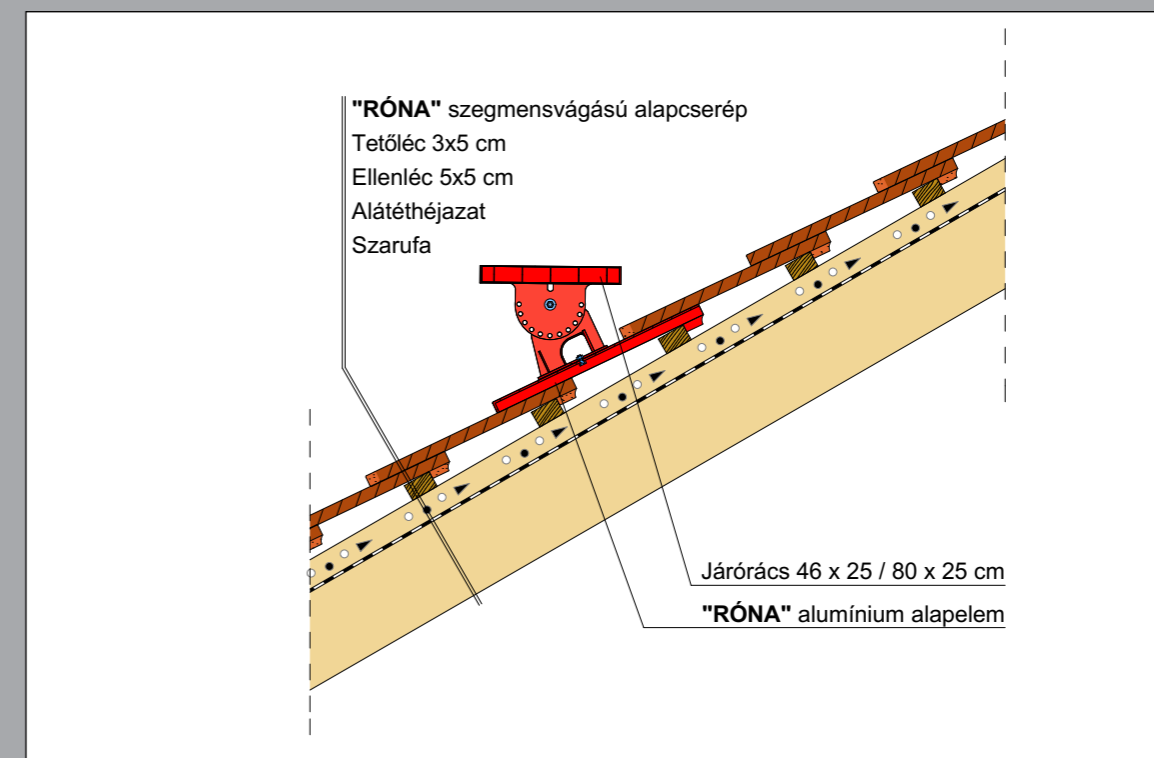 "RÓNA" szegmensvágású alapcserép
Tetőléc 3x5 cm
Ellenléc 5x5 cm
Alátéthéjazat
Szarufa
Járórács 46 x 25 / 80 x 25 cm
"RÓNA" alumínium alapelem